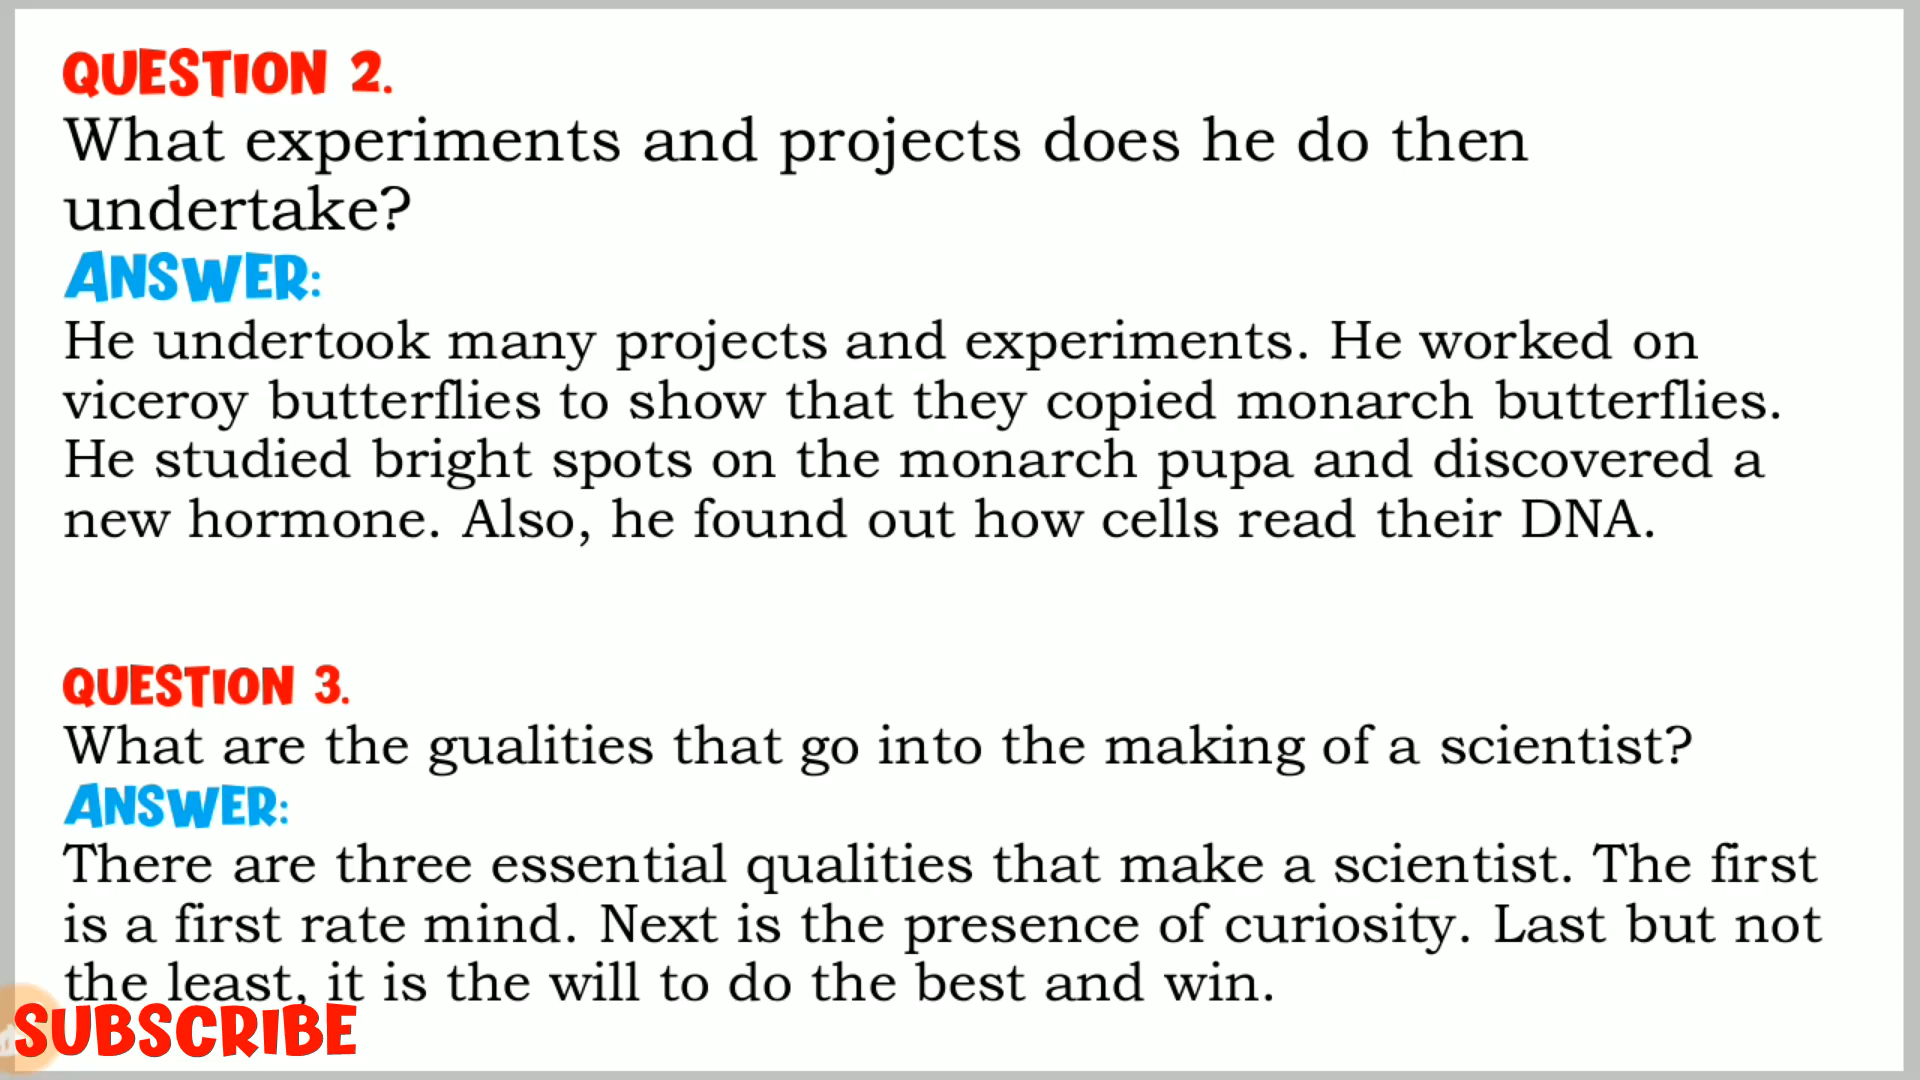 QUESTION 2.
What experiments and projects does he do then
undertake?
ANSWER:
He undertook many projects and experiments. He worked on
viceroy butterflies to show that they copied monarch butterflies.
He studied bright spots on the monarch pupa and discovered a
new hormone. Also, he found out how cells read their DNA.
QUESTION 3.
What are the gualities that go into the making of a scientist?
ANSWER:
There are three essential qualities that make a scientist. The first
is a first rate mind. Next is the presence of curiosity. Last but not
the least, it is the will to do the best and win.
SUBSCRIBE